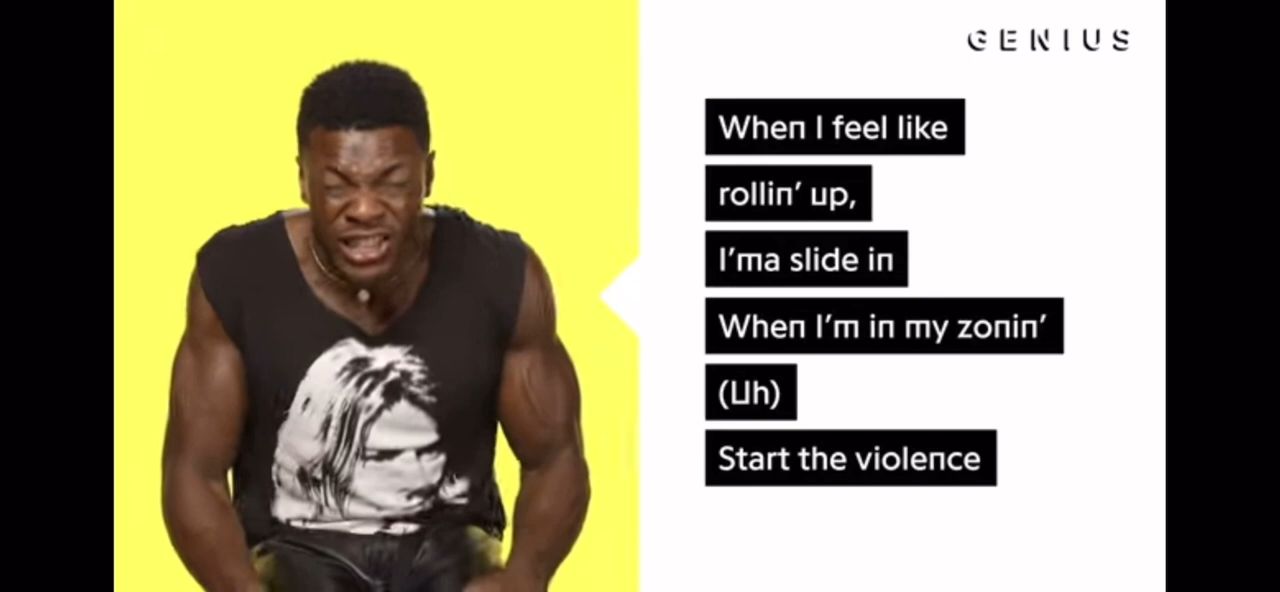 GENIUS
When I feel like
rollin' up,
I'ma slide in
When I'm in my zonin'
(Uh)
Start the violence